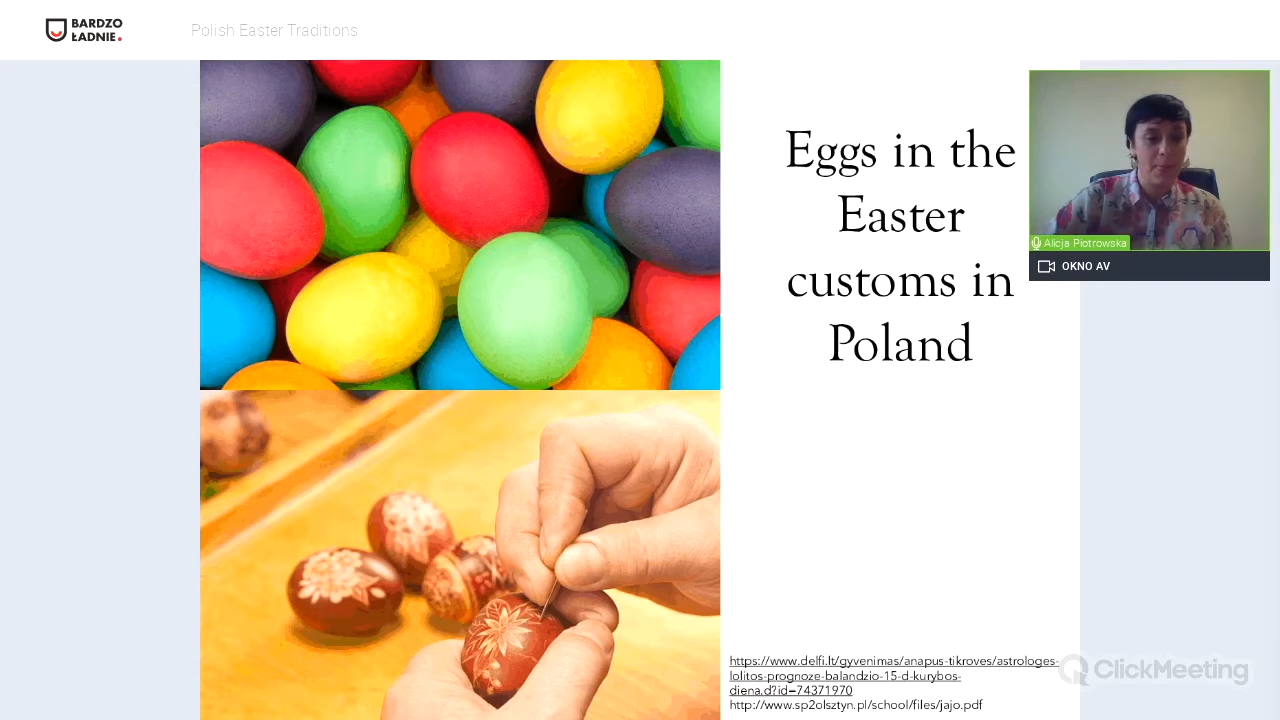 BARDZO
ŁADNIE.
Polish Easter Traditions
Eggs in the
Easter
customs in
Poland
Alicja Piotrowska
OKNO AV
https://www.delfi.lt/gyvenimas/anapus-tikroves/astrologes-
lolitos-prognoze-balandzio-15-d-kurybos-
diena.d?id=74371970
http://www.sp2olsztyn.pl/school/files/jajo.pdf
ClickMeeting